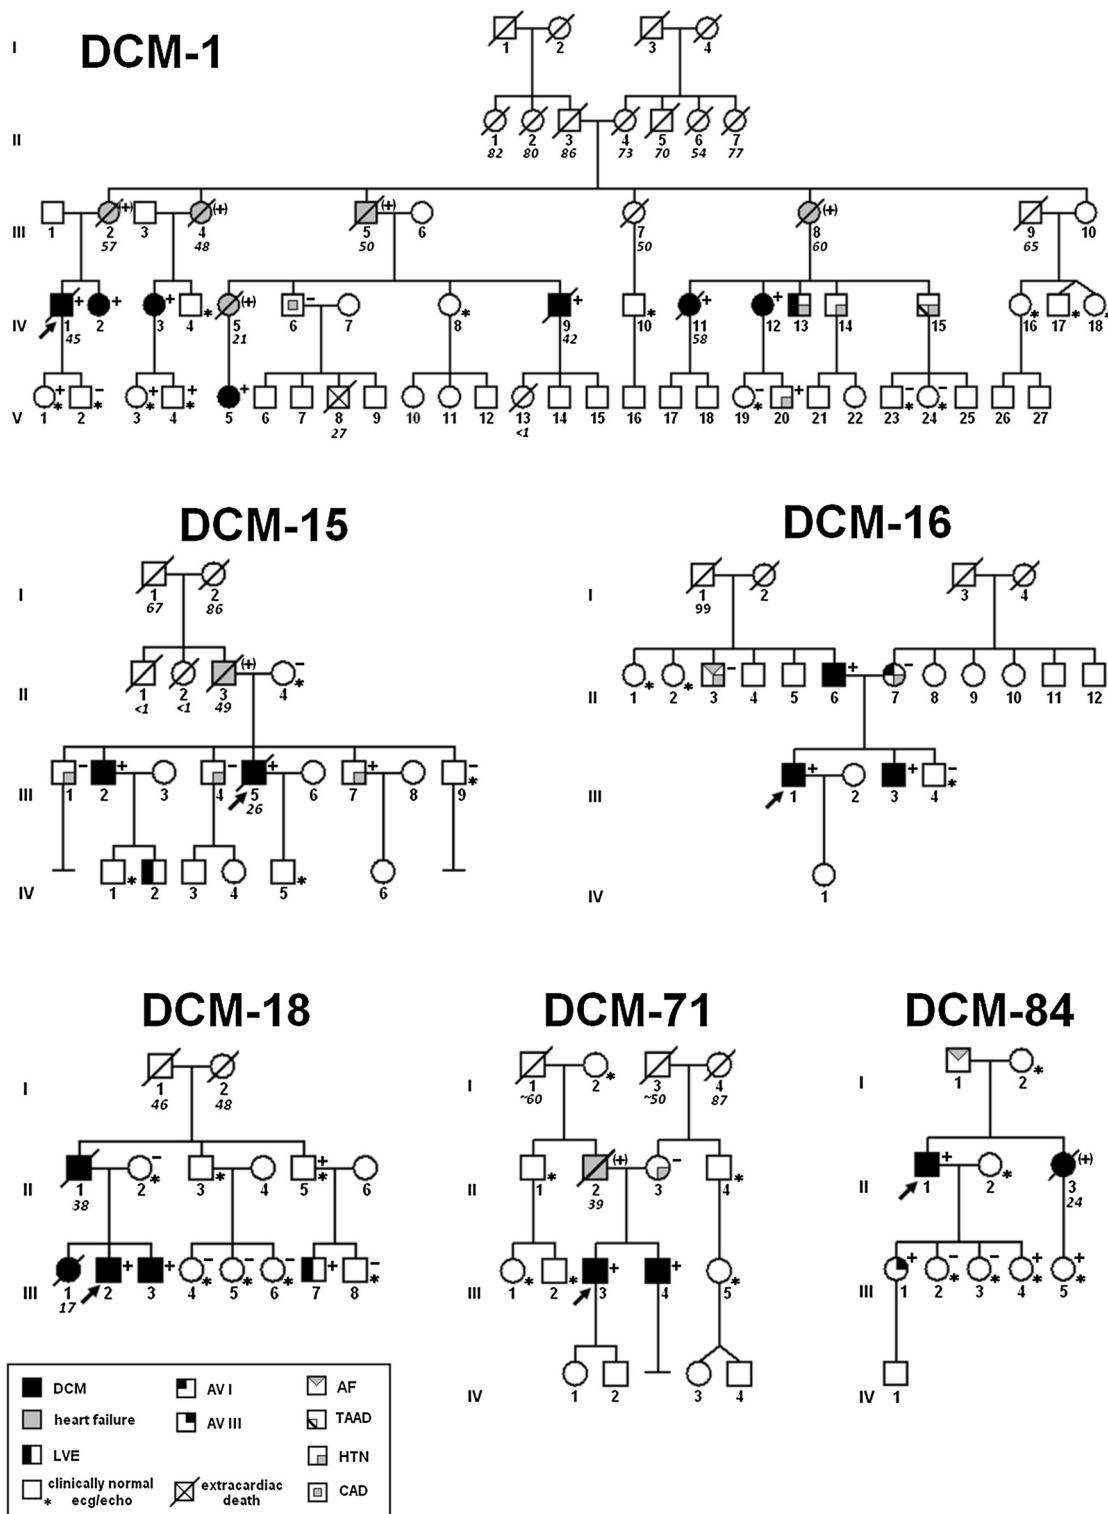 DCM-1
I
1 2 3 4
II
1 2 3 4 5 6 7
82 80 86 73 70 54 77
(+) (+) (+) (+)
III
1 2 3 4 5 6 7 8 9 10
57 48 50 50 60 65
+ + + * (+) - * + * + + * * *
IV
1 2 3 4 5 6 7 8 9 10 11 12 13 14 15 16 17 18
45 21 42 58
+ * - * + * + * + - * + - * - *
V
1 2 3 4 5 6 7 8 9 10 11 12 13 14 15 16 17 18 19 20 21 22 23 24 25 26 27
27 <1
DCM-15
I
1 2
67 86
(+) - *
II
1 2 3 4
<1 <1 49
- + - + + - *
III
1 2 3 4 5 6 7 8 9
26
* *
IV
1 2 3 4 5 6
DCM-16
I
1 2 3 4
99
* * - + -
II
1 2 3 4 5 6 7 8 9 10 11 12
+ + - *
III
1 2 3 4
IV
1
DCM-18
I
1 2
46 48
- * * + *
II
1 2 3 4 5 6
38
+ + - * - * - * + - *
III
1 2 3 4 5 6 7 8
17
DCM-71
I
1 2 * 3 4
~60 ~50 87
* (+) - *
II
1 2 3 4
39
* * + + *
III
1 2 3 4 5
IV
1 2 3 4
DCM-84
I
1 2 *
+ * (+)
II
1 2 3
24
+ - * - * + * + *
III
1 2 3 4 5
IV
1
DCM AV I AF
heart failure AV III TAAD
LVE HTN
clinically normal extracardiac CAD
* ecg/echo death